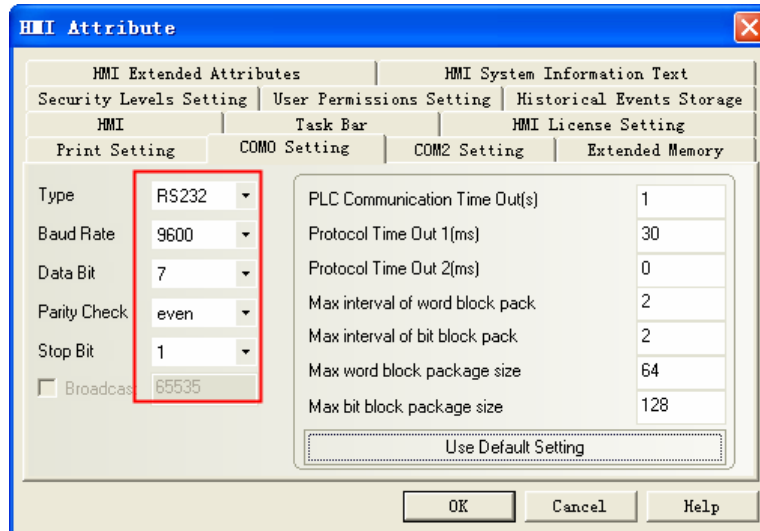 HMI Attribute
HMI Extended Attributes HMI System Information Text
Security Levels Setting User Permissions Setting Historical Events Storage
HMI Task Bar HMI License Setting
Print Setting COM0 Setting COM2 Setting Extended Memory
Type RS232
Baud Rate 9600
Data Bit 7
Parity Check even
Stop Bit 1
Broadcas 65535
PLC Communication Time Out(s) 1
Protocol Time Out 1(ms) 30
Protocol Time Out 2(ms) 0
Max interval of word block pack 2
Max interval of bit block pack 2
Max word block package size 64
Max bit block package size 128
Use Default Setting
OK Cancel Help